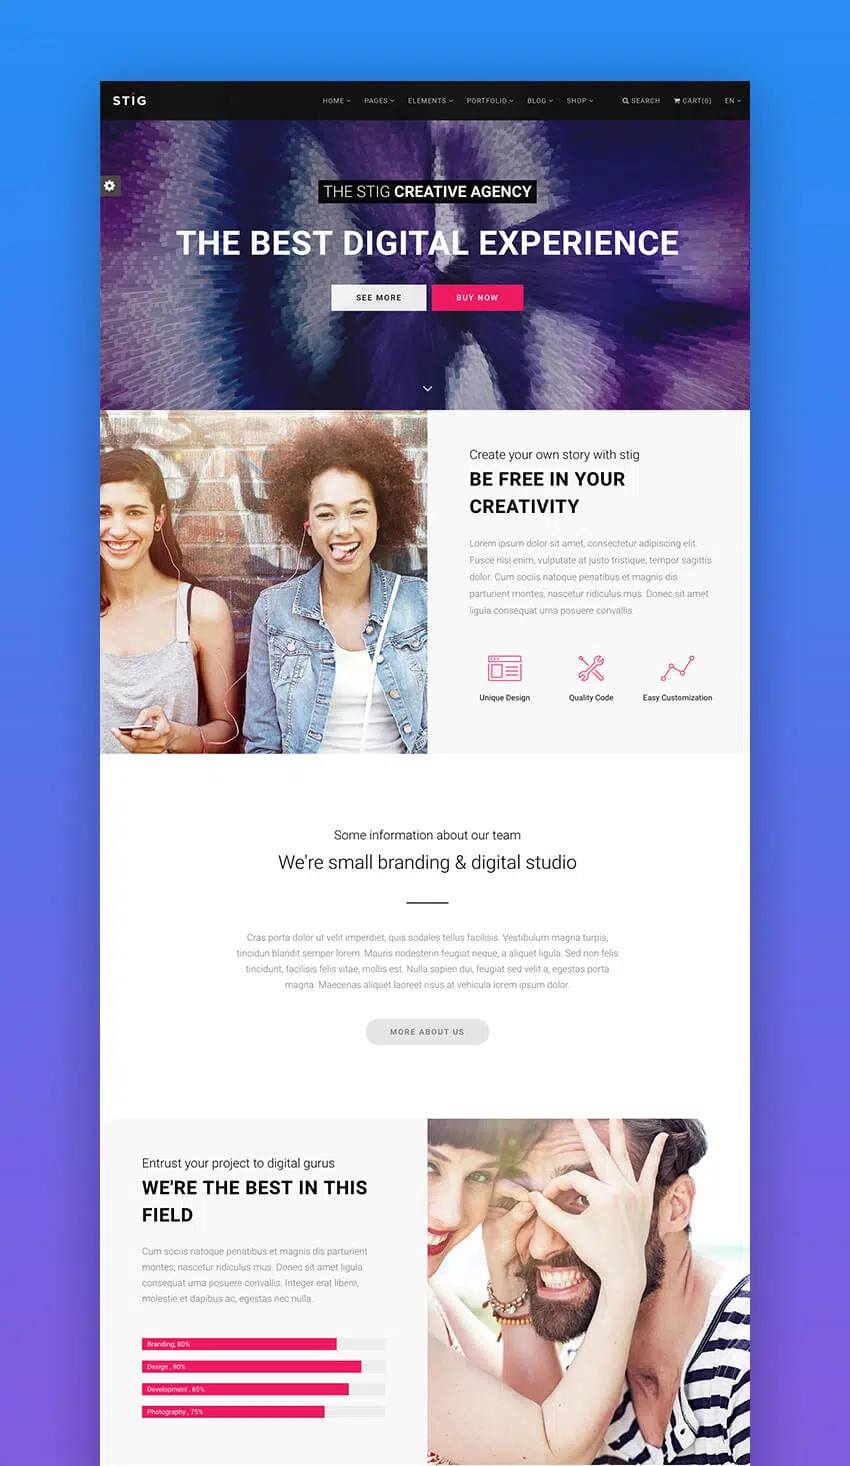 STIG
HOME PAGES ELEMENTS PORTFOLIO BLOG SHOP SEARCH CART(0) EN
THE STIG CREATIVE AGENCY
THE BEST DIGITAL EXPERIENCE
SEE MORE BUY NOW
Create your own story with stig
BE FREE IN YOUR
CREATIVITY
Lorem ipsum dolor sit amet, consectetur adipiscing elit.
Fusce nisi enim, vulputate at justo tristique, tempor sagittis
dolor. Cum sociis natoque penatibus et magnis dis
parturient montes, nascetur ridiculus mus. Donec sit amet
ligula consequat urna posuere convallis.
Unique Design Quality Code Easy Customization
Some information about our team
We're small branding & digital studio
Cras porta dolor ut velit imperdiet, quis sodales tellus facilisis. Vestibulum magna turpis,
tincidun blandit semper lorem. Mauris nodesterin feugiat neque, a aliquet ligula. Sed non felis
tincidunt, facilisis felis vitae, mollis est. Nulla sapien dui, feugiat sed velit a, egestas porta
magna. Maecenas aliquet laoreet risus at vehicula lorem ipsum dolor.
MORE ABOUT US
Entrust your project to digital gurus
WE'RE THE BEST IN THIS
FIELD
Cum sociis natoque penatibus et magnis dis parturient
montes, nascetur ridiculus mus. Donec sit amet ligula
consequat urna posuere convallis. Integer erat libero,
molestie et dapibus ac, egestas nec nulla.
Branding, 80%
Design , 90%
Development , 85%
Photography , 75%